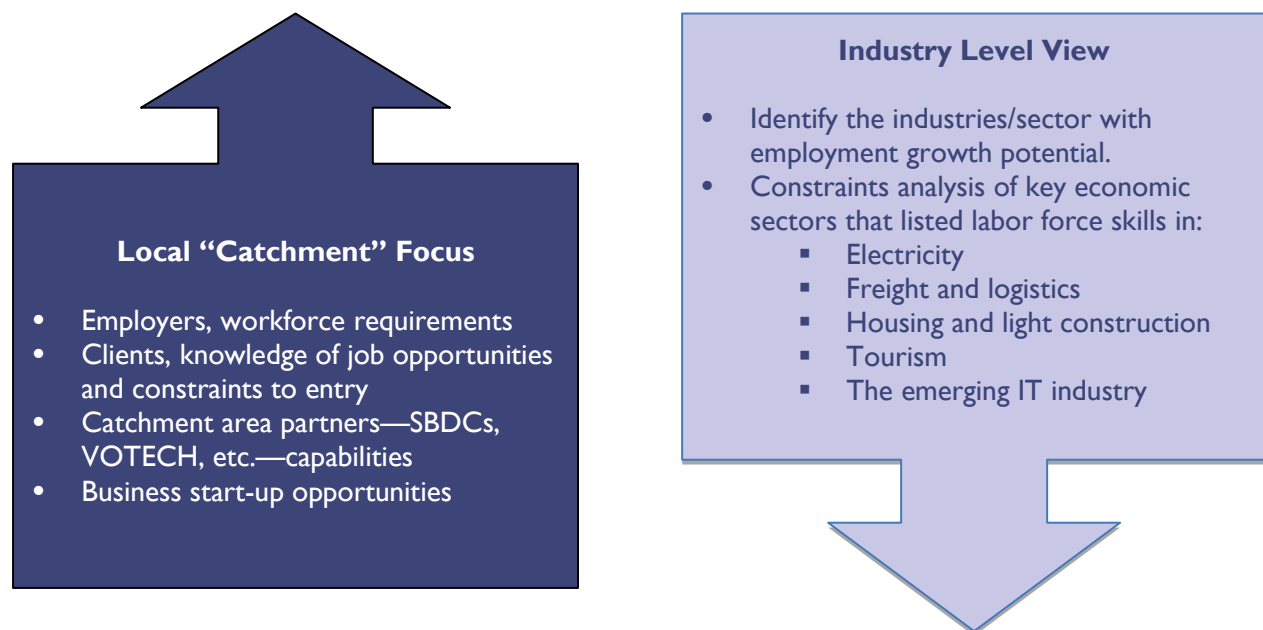 Local “Catchment” Focus
• Employers, workforce requirements
• Clients, knowledge of job opportunities
and constraints to entry
• Catchment area partners—SBDCs,
VOTECH, etc.—capabilities
• Business start-up opportunities
Industry Level View
• Identify the industries/sector with
employment growth potential.
• Constraints analysis of key economic
sectors that listed labor force skills in:
▪ Electricity
▪ Freight and logistics
▪ Housing and light construction
▪ Tourism
▪ The emerging IT industry